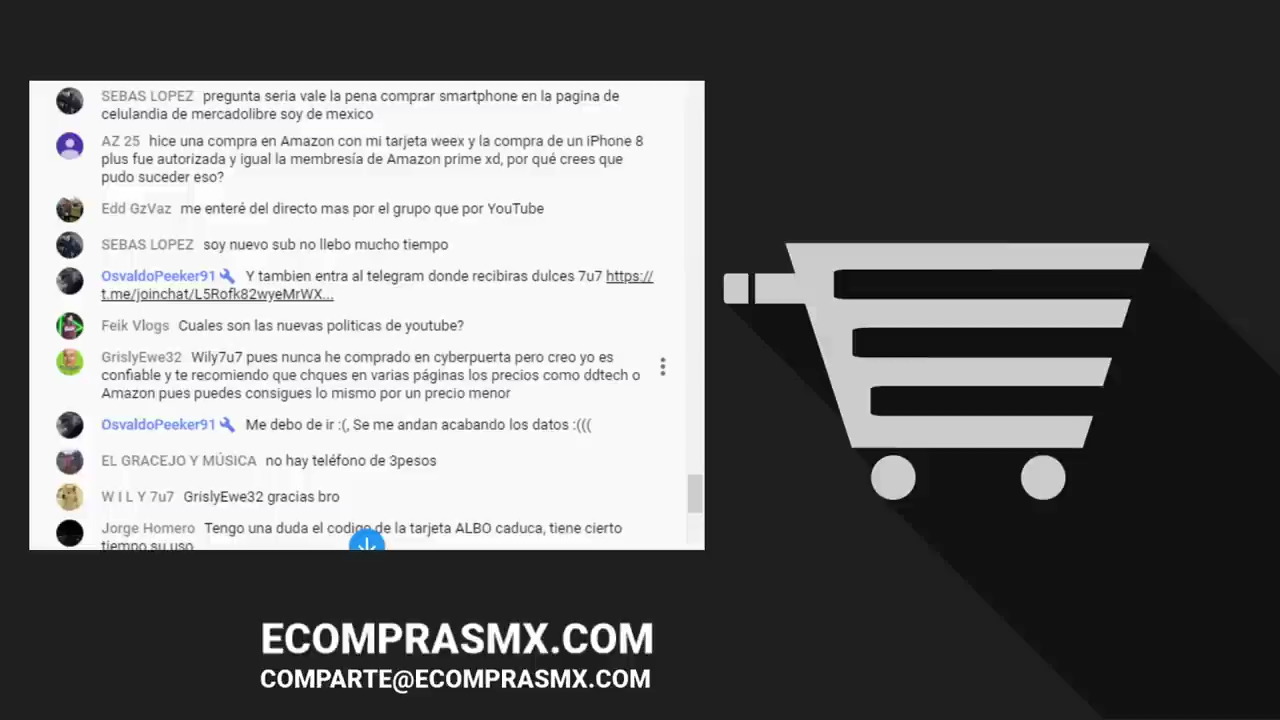 SEBAS LOPEZ pregunta seria vale la pena comprar smartphone en la pagina de
celulandia de mercadolibre soy de mexico
AZ 25 hice una compra en Amazon con mi tarjeta weex y la compra de un iPhone 8
plus fue autorizada y igual la membresía de Amazon prime xd, por qué crees que
pudo suceder eso?
Edd GzVaz me enteré del directo mas por el grupo que por YouTube
SEBAS LOPEZ soy nuevo sub no llebo mucho tiempo
OsvaldoPeeker91 Y tambien entra al telegram donde recibiras dulces 7u7 https://
t.me/joinchat/L5Rofk82wyeMrWX...
Feik Vlogs Cuales son las nuevas politicas de youtube?
GrislyEwe32 Wily7u7 pues nunca he comprado en cyberpuerta pero creo yo es
confiable y te recomiendo que chques en varias páginas los precios como ddtech o
Amazon pues puedes consigues lo mismo por un precio menor
OsvaldoPeeker91 Me debo de ir :(, Se me andan acabando los datos :(((
EL GRACEJO Y MÚSICA no hay teléfono de 3pesos
W I L Y 7u7 GrislyEwe32 gracias bro
Jorge Homero Tengo una duda el codigo de la tarjeta ALBO caduca, tiene cierto
tiempo su uso
ECOMPRASMX.COM
COMPARTE@ECOMPRASMX.COM